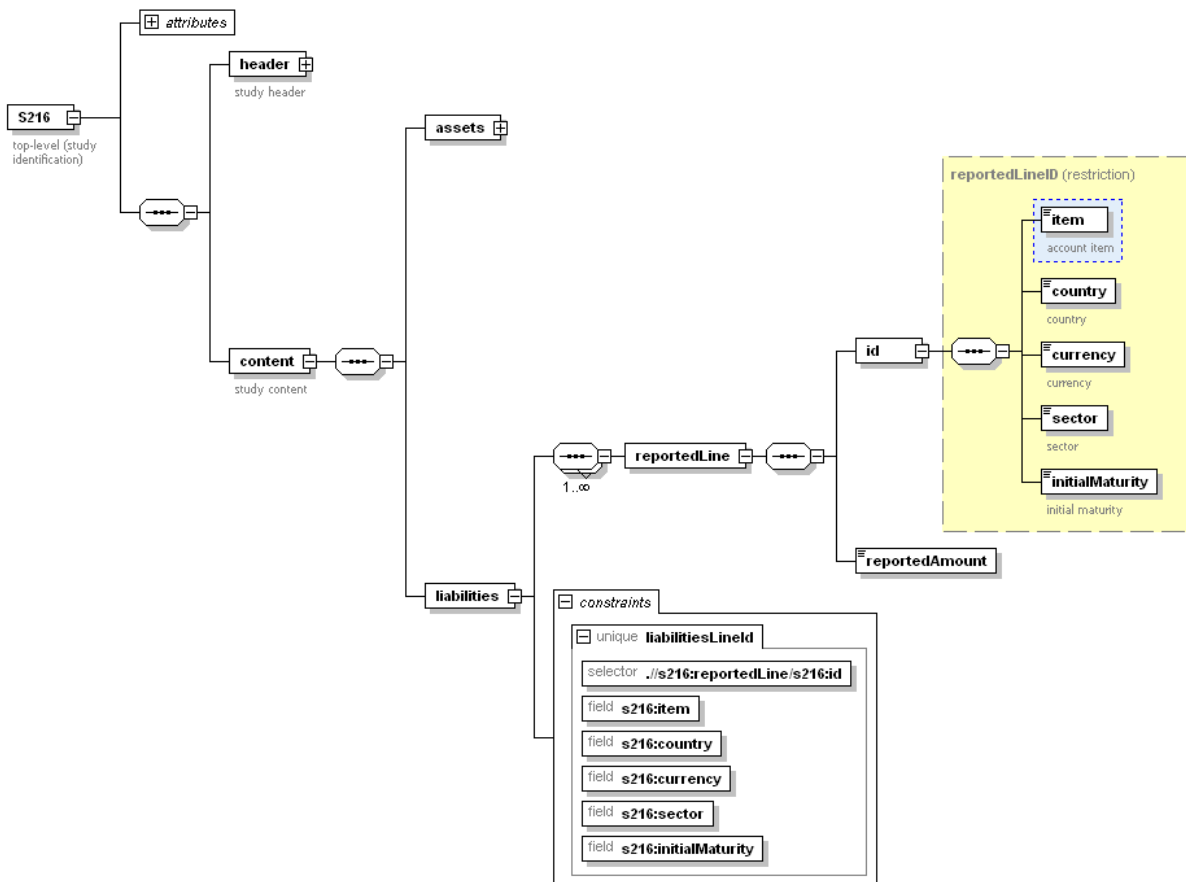 attributes
header
study header
S216
top-level (study
identification)
assets
reportedLineID (restriction)
item
account item
country
country
content
study content
id
currency
currency
sector
sector
reportedLine
1..∞
initialMaturity
initial maturity
reportedAmount
liabilities
constraints
unique liabilitiesLineId
selector .//s216:reportedLine/s216:id
field s216:item
field s216:country
field s216:currency
field s216:sector
field s216:initialMaturity